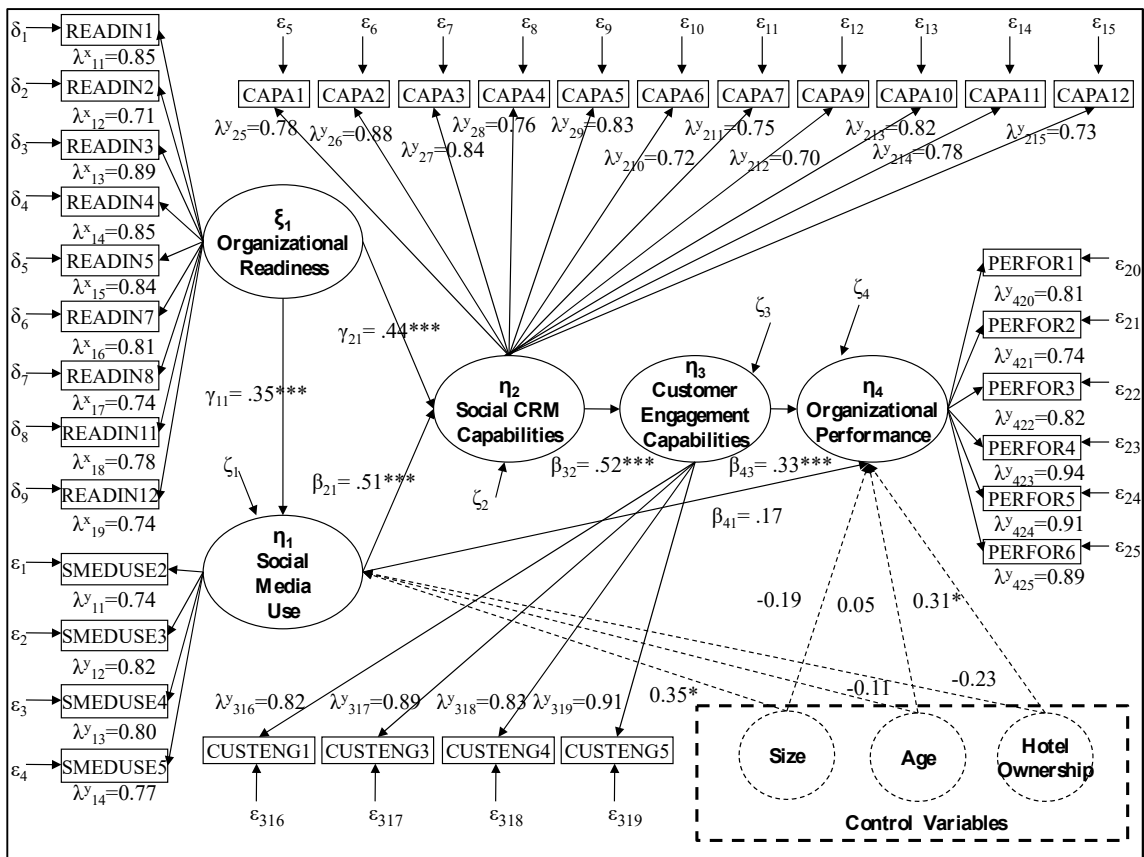 δ1
READIN1
λx11=0.85
δ2
READIN2
λx12=0.71
δ3
READIN3
λx13=0.89
δ4
READIN4
λx14=0.85
δ5
READIN5
λx15=0.84
δ6
READIN7
λx16=0.81
δ7
READIN8
λx17=0.74
δ8
READIN11
λx18=0.78
δ9
READIN12
λx19=0.74
ε1
SMEDUSE2
λy11=0.74
ε2
SMEDUSE3
λy12=0.82
ε3
SMEDUSE4
λy13=0.80
ε4
SMEDUSE5
λy14=0.77
ε5 ε6 ε7 ε8 ε9 ε10 ε11 ε12 ε13 ε14 ε15
CAPA1 CAPA2 CAPA3 CAPA4 CAPA5 CAPA6 CAPA7 CAPA9 CAPA10 CAPA11 CAPA12
λy25=0.78
λy26=0.88
λy27=0.84
λy28=0.76
λy29=0.83
λy210=0.72
λy211=0.75
λy212=0.70
λy213=0.82
λy214=0.78
λy215=0.73
ξ1
Organizational
Readiness
γ21= .44***
γ11= .35***
β21= .51***
ζ1
η1
Social
Media
Use
η2
Social CRM
Capabilities
ζ2
β32= .52***
ζ3
η3
Customer
Engagement
Capabilities
β43= .33***
ζ4
η4
Organizational
Performance
β41= .17
PERFOR1
ε20
λy420=0.81
PERFOR2
ε21
λy421=0.74
PERFOR3
ε22
λy422=0.82
PERFOR4
ε23
λy423=0.94
PERFOR5
ε24
λy424=0.91
PERFOR6
ε25
λy425=0.89
-0.19
0.05
0.31*
0.35*
-0.11
-0.23
λy316=0.82
λy317=0.89
λy318=0.83
λy319=0.91
CUSTENG1 CUSTENG3 CUSTENG4 CUSTENG5
ε316 ε317 ε318 ε319
Size
Age
Hotel
Ownership
Control Variables